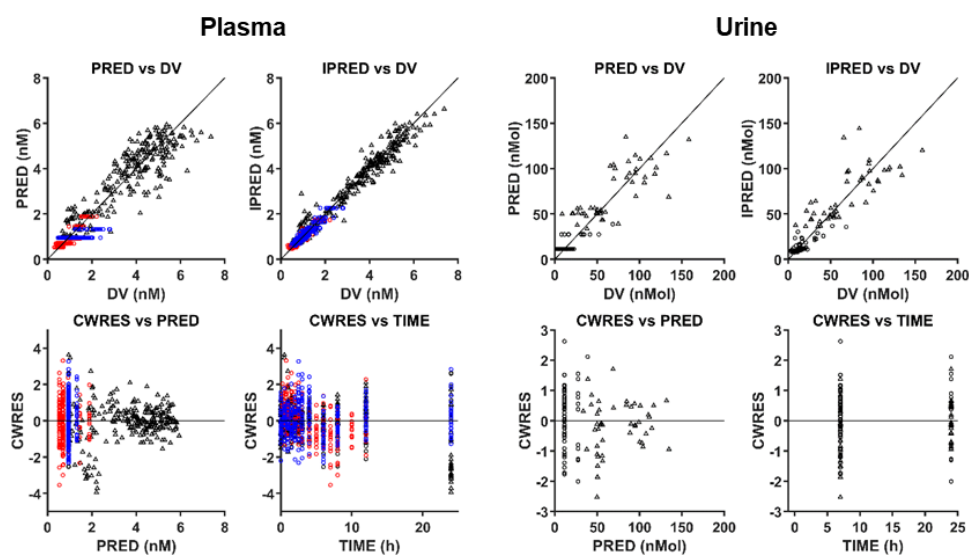 Plasma
Urine
PRED vs DV
IPRED vs DV
PRED vs DV
IPRED vs DV
8
6
4
2
0
PRED (nM)
0 2 4 6 8
DV (nM)
8
6
4
2
0
IPRED (nM)
0 2 4 6 8
DV (nM)
200
150
100
50
0
PRED (nMol)
0 50 100 150 200
DV (nMol)
200
150
100
50
0
IPRED (nMol)
0 50 100 150 200
DV (nMol)
CWRES vs PRED
CWRES vs TIME
CWRES vs PRED
CWRES vs TIME
4
2
0
-2
-4
CWRES
0 2 4 6 8
PRED (nM)
4
2
0
-2
-4
CWRES
0 10 20
TIME (h)
3
2
1
0
-1
-2
-3
CWRES
0 50 100 150 200
PRED (nMol)
3
2
1
0
-1
-2
-3
CWRES
0 5 10 15 20 25
TIME (h)